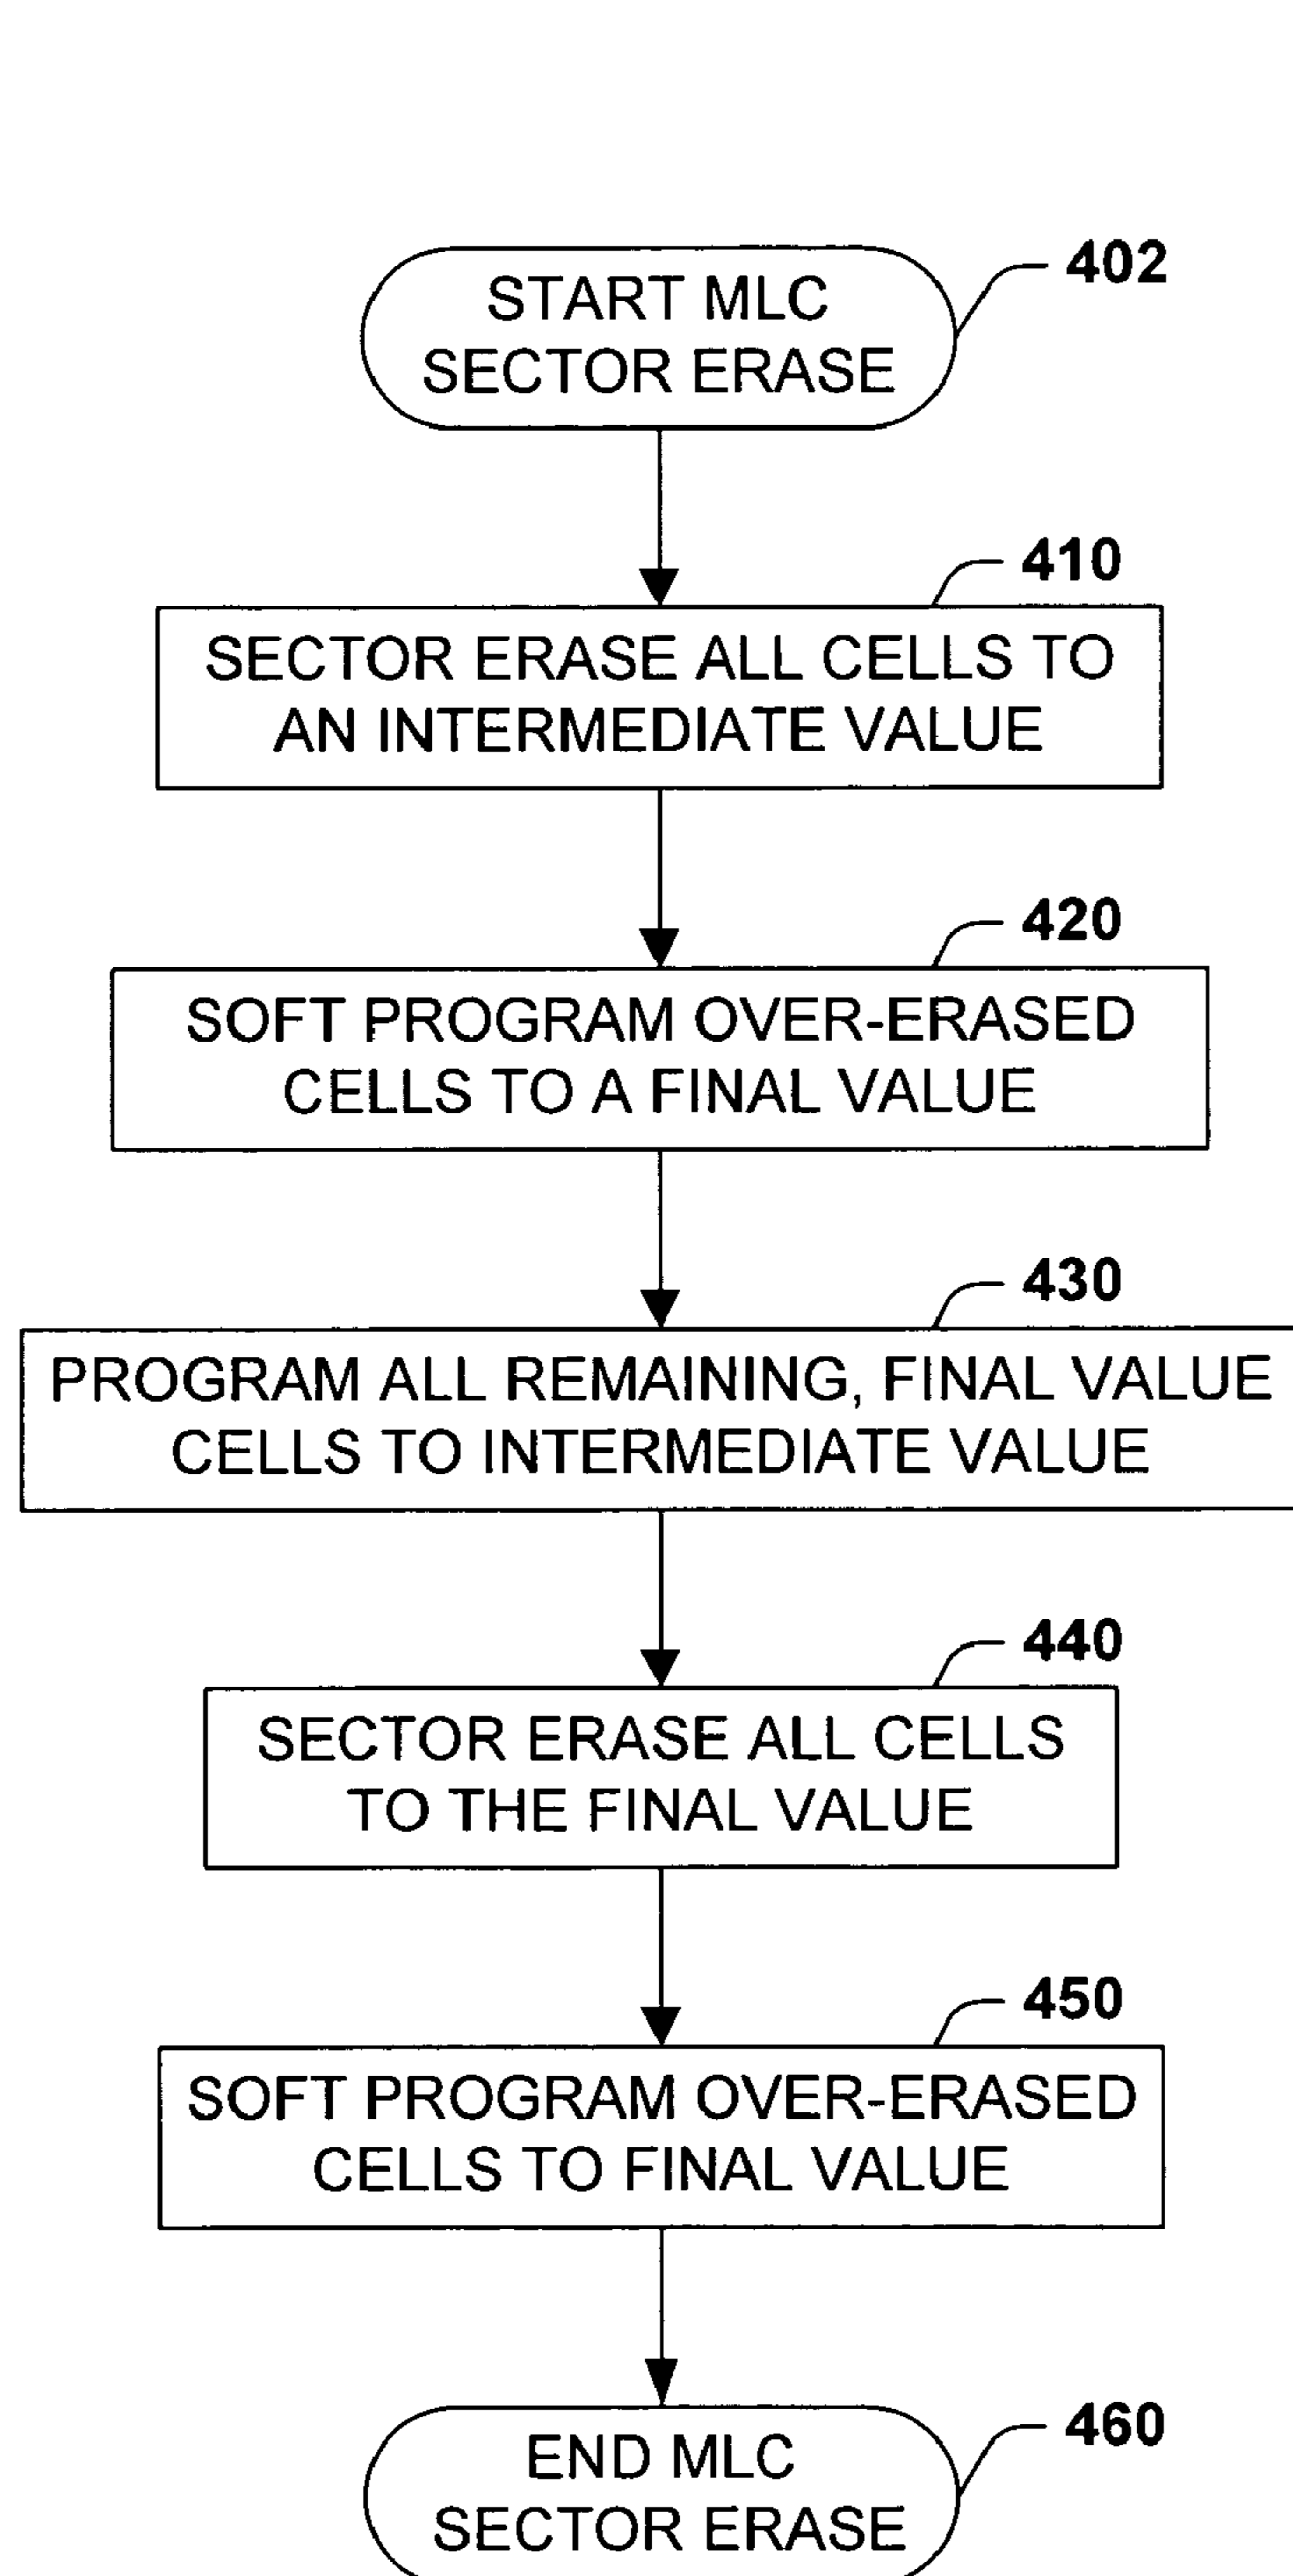 402
START MLC
SECTOR ERASE
410
SECTOR ERASE ALL CELLS TO
AN INTERMEDIATE VALUE
420
SOFT PROGRAM OVER-ERASED
CELLS TO A FINAL VALUE
430
PROGRAM ALL REMAINING, FINAL VALUE
CELLS TO INTERMEDIATE VALUE
440
SECTOR ERASE ALL CELLS
TO THE FINAL VALUE
450
SOFT PROGRAM OVER-ERASED
CELLS TO FINAL VALUE
460
END MLC
SECTOR ERASE